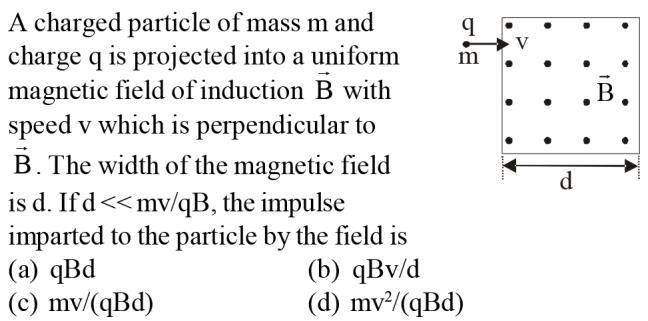 A charged particle of mass m and
charge q is projected into a uniform
magnetic field of induction B⃗ with
speed v which is perpendicular to
B⃗. The width of the magnetic field
is d. If d << mv/qB, the impulse
imparted to the particle by the field is
(a) qBd (b) qBv/d
(c) mv/(qBd) (d) mv²/(qBd)
q
v
m
B⃗
d